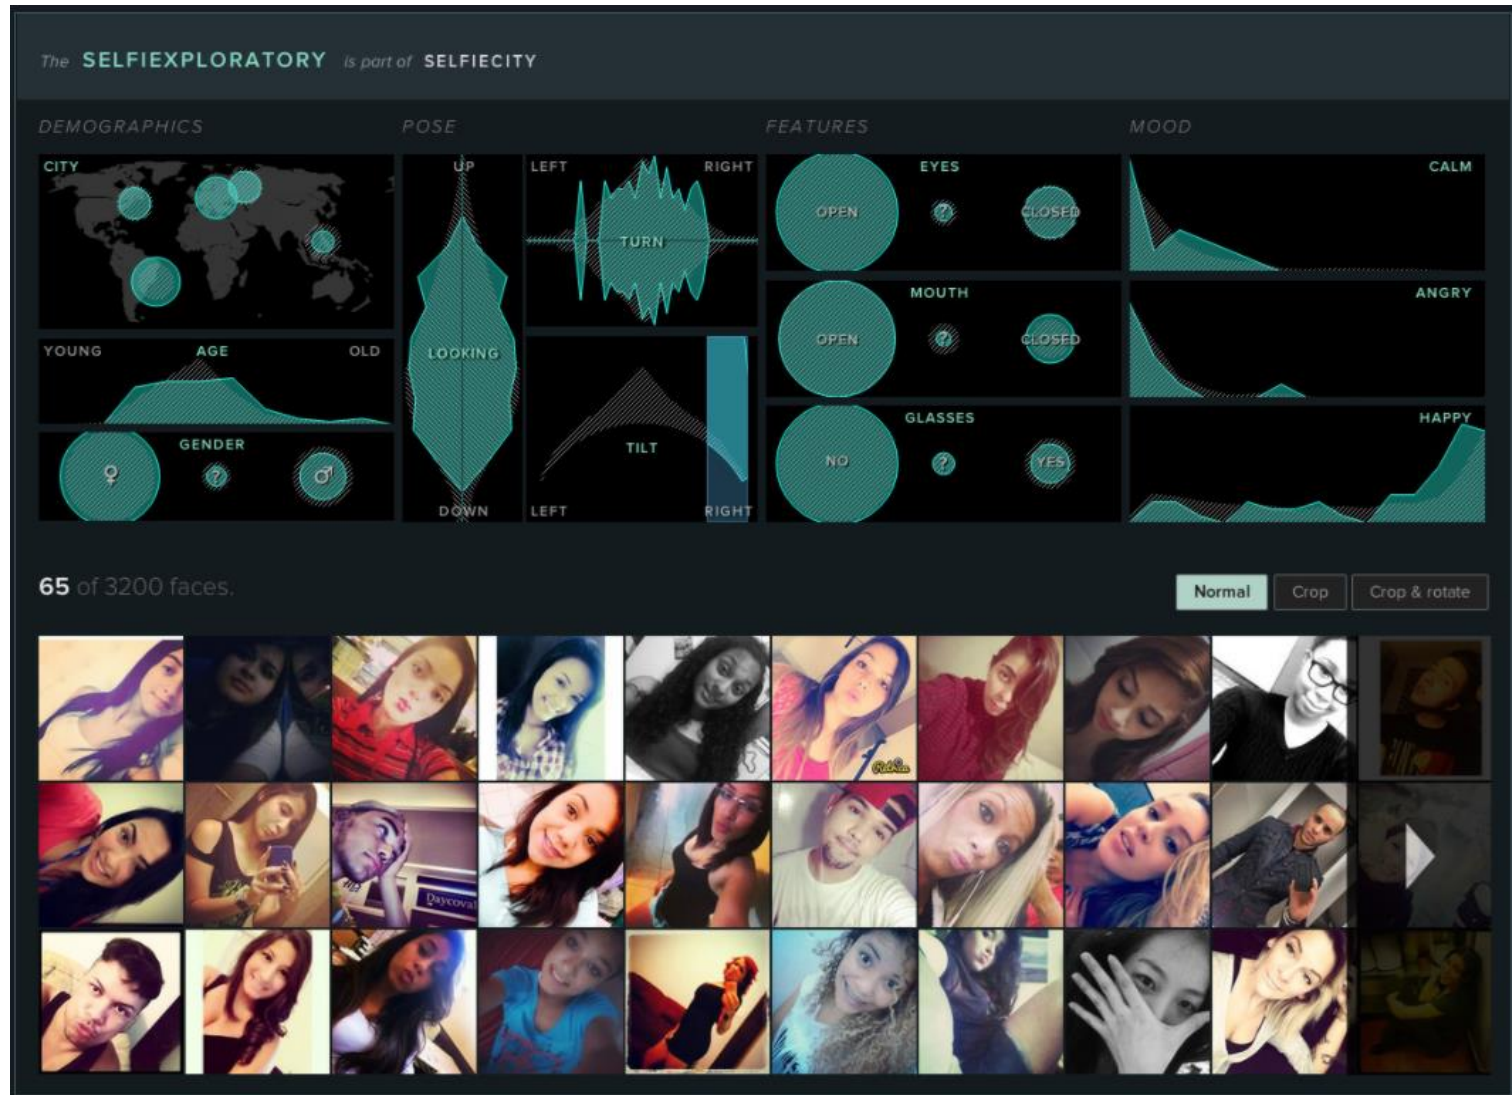 The SELFIEXPLORATORY is part of SELFIECITY
DEMOGRAPHICS
POSE
FEATURES
MOOD
CITY
YOUNG AGE OLD
GENDER
?
UP
LOOKING
DOWN
LEFT RIGHT
TURN
TILT
LEFT RIGHT
EYES
OPEN ? CLOSED
MOUTH
OPEN ? CLOSED
GLASSES
NO ? YES
CALM
ANGRY
HAPPY
65 of 3200 faces.
Normal Crop Crop & rotate
Daycoval